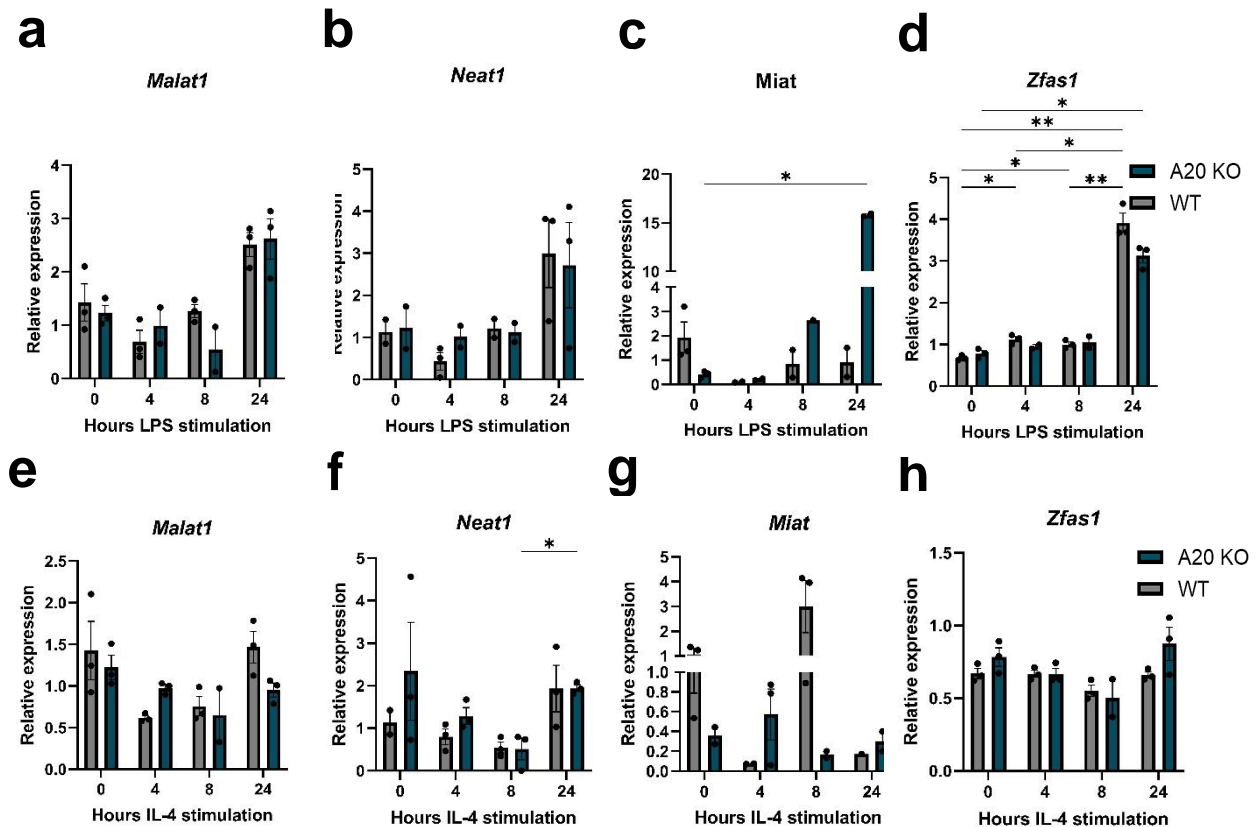 a
b
c
d
Malat1
Neat1
Miat
Zfas1
*
**
*
*
*
**
*
A20 KO
WT
Relative expression
4
3
2
1
0
0 4 8 24
Hours LPS stimulation
Relative expression
5
4
3
2
1
0
0 4 8 24
Hours LPS stimulation
Relative expression
20
15
10
4
3
2
1
0
0 4 8 24
Hours LPS stimulation
Relative expression
5
4
3
2
1
0
0 4 8 24
Hours LPS stimulation
e
f
g
h
Malat1
Neat1
Miat
Zfas1
*
A20 KO
WT
Relative expression
2.5
2.0
1.5
1.0
0.5
0.0
0 4 8 24
Hours IL-4 stimulation
Relative expression
5
4
3
2
1
0
0 4 8 24
Hours IL-4 stimulation
Relative expression
5
4
3
2
1
1.0
0.8
0.6
0.4
0.2
0.0
0 4 8 24
Hours IL-4 stimulation
Relative expression
1.5
1.0
0.5
0.0
0 4 8 24
Hours IL-4 stimulation